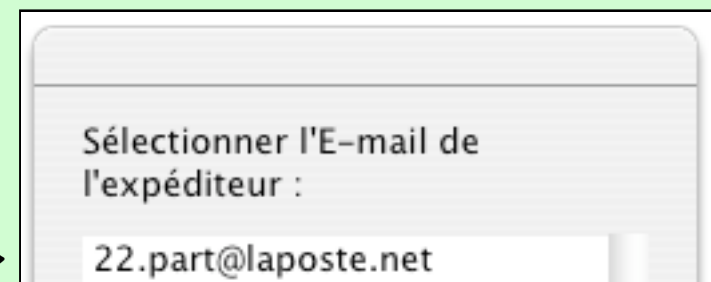 Sélectionner l'E-mail de
l'expéditeur :
22.part@laposte.net